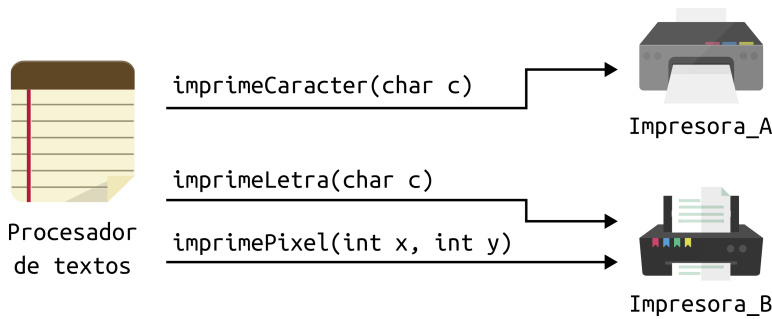 imprimeCaracter(char c)
Impresora_A
imprimeLetra(char c)
Procesador
de textos
imprimePixel(int x, int y)
Impresora_B